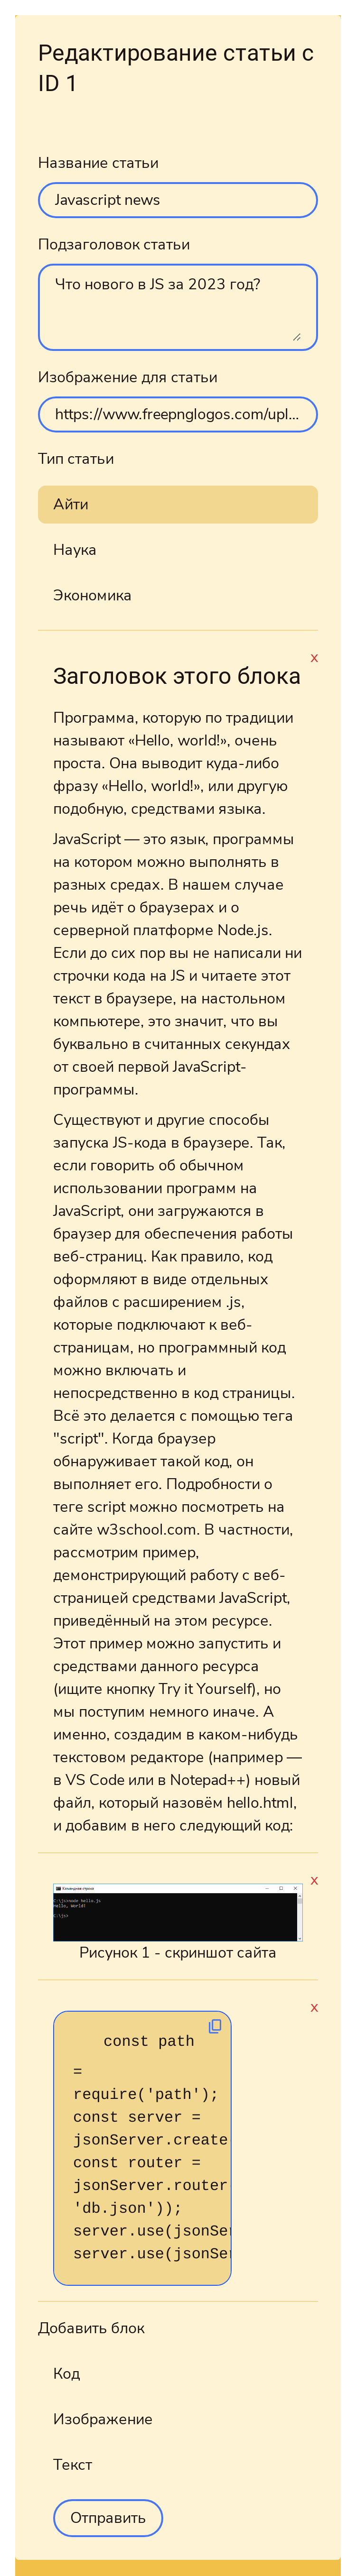 Редактирование статьи с
ID 1
Название статьи
Javascript news
Подзаголовок статьи
Что нового в JS за 2023 год?
Изображение для статьи
https://www.freepnglogos.com/upl...
Тип статьи
Айти
Наука
Экономика
x
Заголовок этого блока
Программа, которую по традиции
называют «Hello, world!», очень
проста. Она выводит куда-либо
фразу «Hello, world!», или другую
подобную, средствами языка.
JavaScript — это язык, программы
на котором можно выполнять в
разных средах. В нашем случае
речь идёт о браузерах и о
серверной платформе Node.js.
Если до сих пор вы не написали ни
строчки кода на JS и читаете этот
текст в браузере, на настольном
компьютере, это значит, что вы
буквально в считанных секундах
от своей первой JavaScript-
программы.
Существуют и другие способы
запуска JS-кода в браузере. Так,
если говорить об обычном
использовании программ на
JavaScript, они загружаются в
браузер для обеспечения работы
веб-страниц. Как правило, код
оформляют в виде отдельных
файлов с расширением .js,
которые подключают к веб-
страницам, но программный код
можно включать и
непосредственно в код страницы.
Всё это делается с помощью тега
"script". Когда браузер
обнаруживает такой код, он
выполняет его. Подробности о
теге script можно посмотреть на
сайте w3school.com. В частности,
рассмотрим пример,
демонстрирующий работу с веб-
страницей средствами JavaScript,
приведённый на этом ресурсе.
Этот пример можно запустить и
средствами данного ресурса
(ищите кнопку Try it Yourself), но
мы поступим немного иначе. А
именно, создадим в каком-нибудь
текстовом редакторе (например —
в VS Code или в Notepad++) новый
файл, который назовём hello.html,
и добавим в него следующий код:
x
Командная строка
C:\js>node hello.js
Hello, World!
C:\js>
Рисунок 1 - скриншот сайта
x
const path
=
require('path');
const server =
jsonServer.create
const router =
jsonServer.router
'db.json'));
server.use(jsonSer
server.use(jsonSer
Добавить блок
Код
Изображение
Текст
Отправить